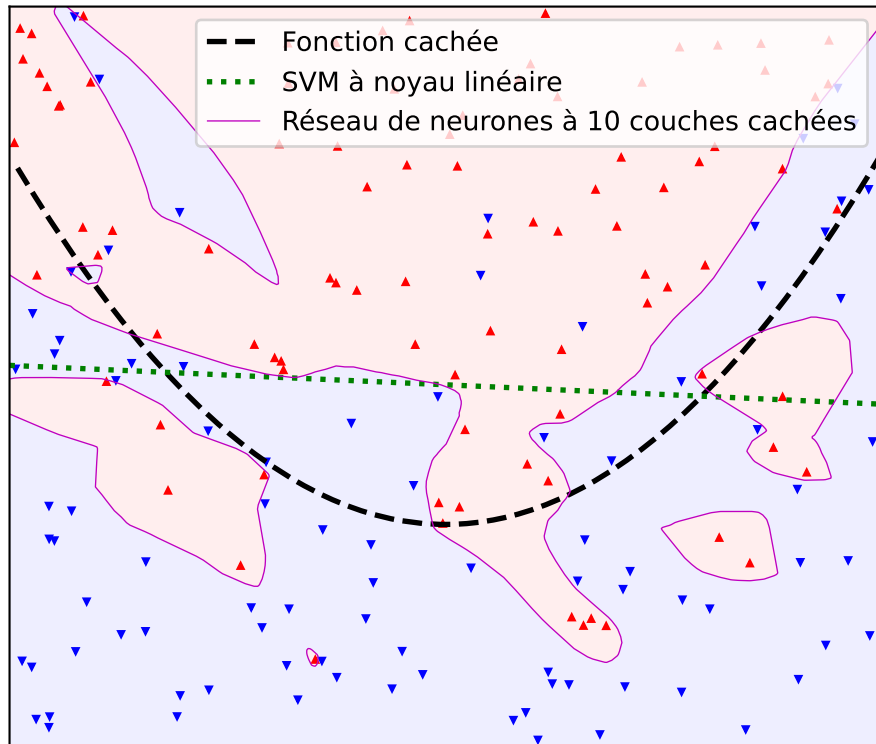 Fonction cachée
SVM à noyau linéaire
Réseau de neurones à 10 couches cachées